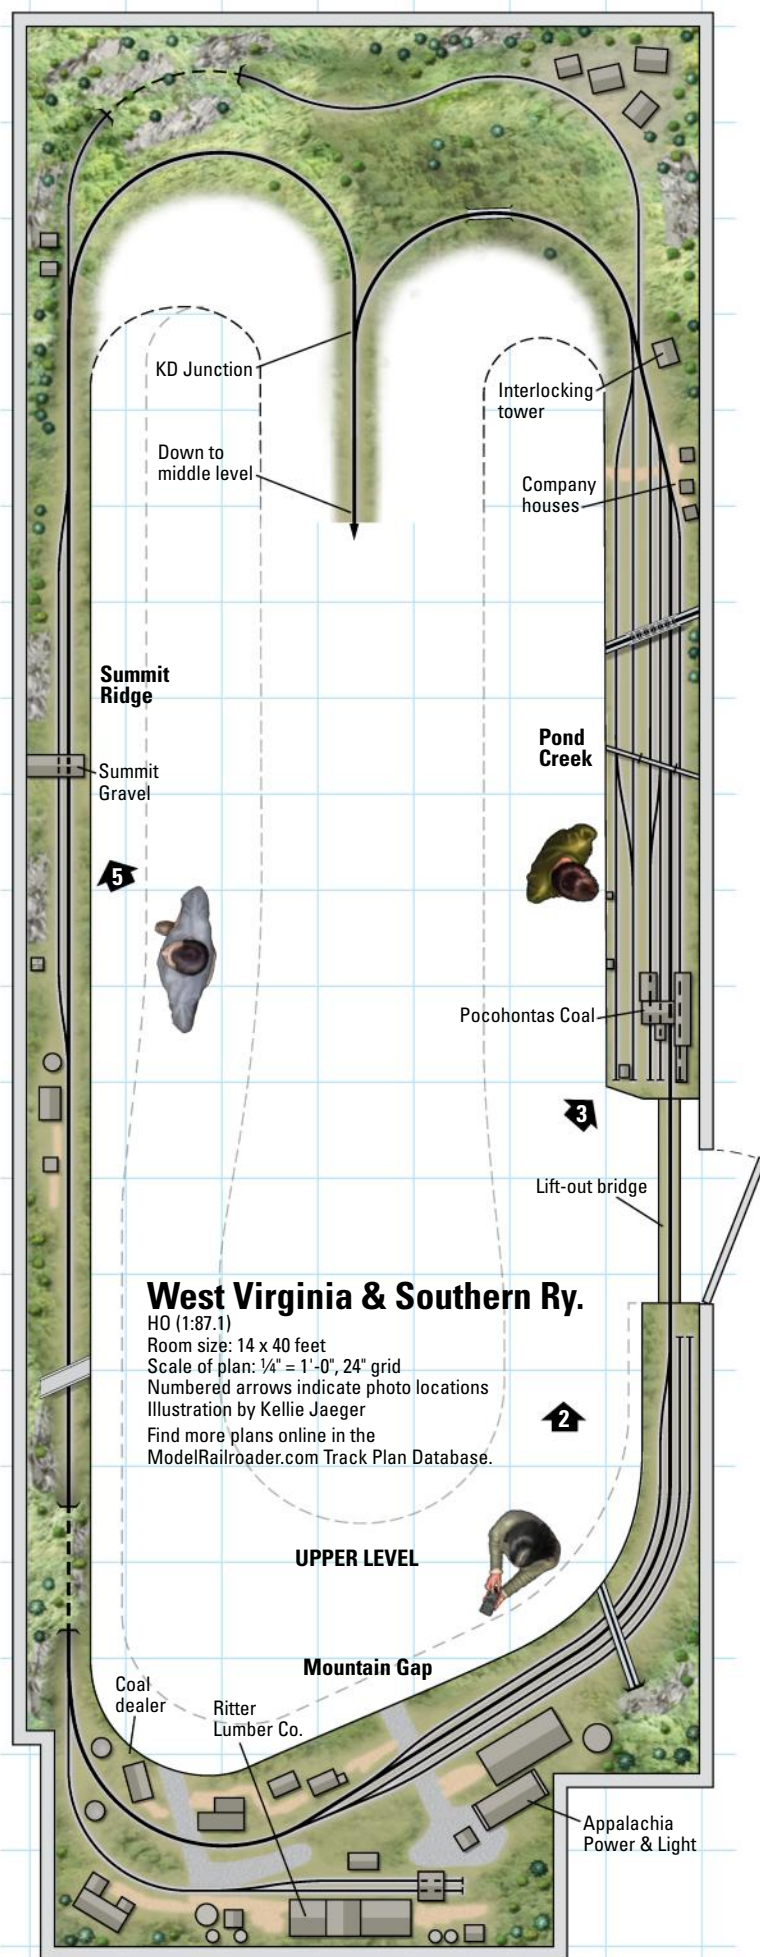 KD Junction
Interlocking
tower
Down to
middle level
Company
houses
Summit
Ridge
Pond
Creek
Summit
Gravel
5
Pocohontas Coal
3
Lift-out bridge
West Virginia & Southern Ry.
HO (1:87.1)
Room size: 14 x 40 feet
Scale of plan: ¼" = 1'-0", 24" grid
Numbered arrows indicate photo locations
Illustration by Kellie Jaeger
Find more plans online in the
ModelRailroader.com Track Plan Database.
2
UPPER LEVEL
Mountain Gap
Coal
dealer
Ritter
Lumber Co.
Appalachia
Power & Light